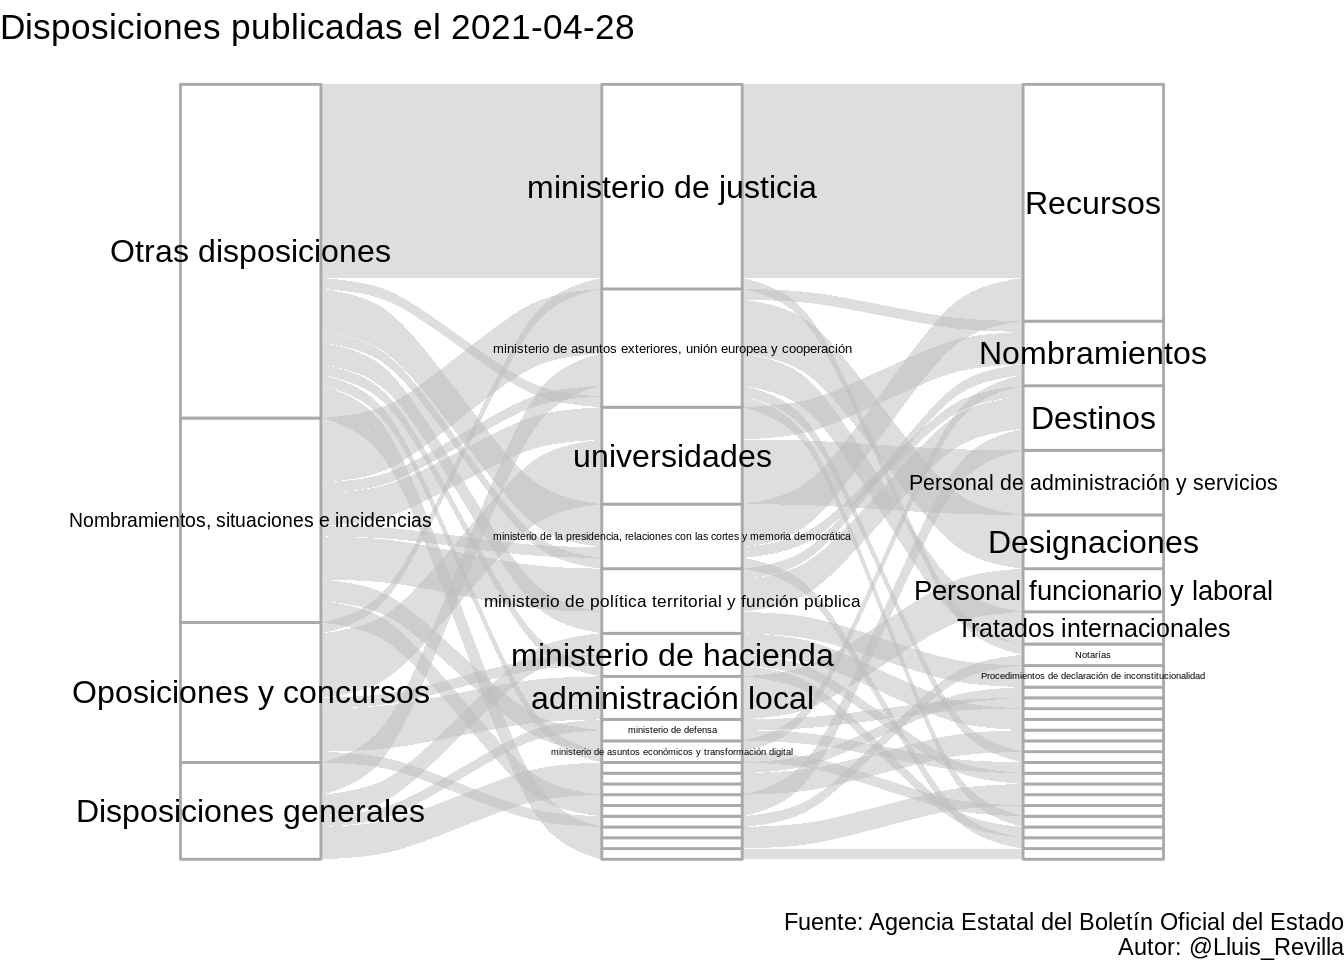 Disposiciones publicadas el 2021-04-28
Otras disposiciones
Nombramientos, situaciones e incidencias
Oposiciones y concursos
Disposiciones generales
ministerio de justicia
ministerio de asuntos exteriores, unión europea y cooperación
universidades
ministerio de la presidencia, relaciones con las cortes y memoria democrática
ministerio de política territorial y función pública
ministerio de hacienda
administración local
ministerio de defensa
ministerio de asuntos económicos y transformación digital
Recursos
Nombramientos
Destinos
Personal de administración y servicios
Designaciones
Personal funcionario y laboral
Tratados internacionales
Notarías
Procedimientos de declaración de inconstitucionalidad
Fuente: Agencia Estatal del Boletín Oficial del Estado
Autor: @Lluis_Revilla